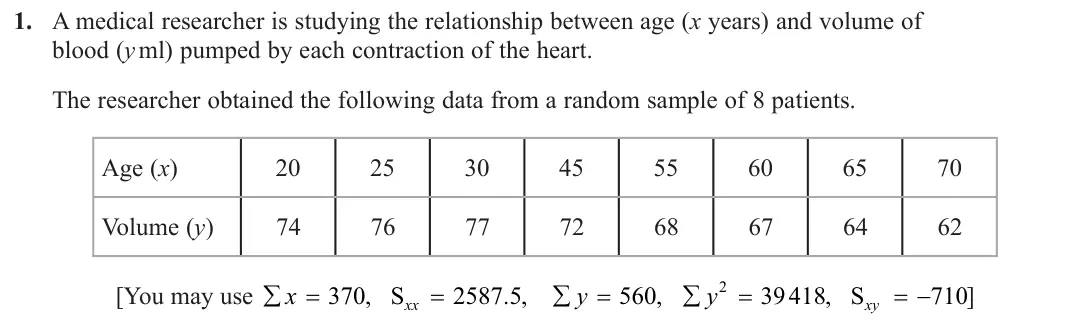 1. A medical researcher is studying the relationship between age (x years) and volume of
blood (y ml) pumped by each contraction of the heart.
The researcher obtained the following data from a random sample of 8 patients.
Age (x) 20 25 30 45 55 60 65 70
Volume (y) 74 76 77 72 68 67 64 62
[You may use ∑x = 370, Sxx = 2587.5, ∑y = 560, ∑y² = 39418, Sxy = −710]